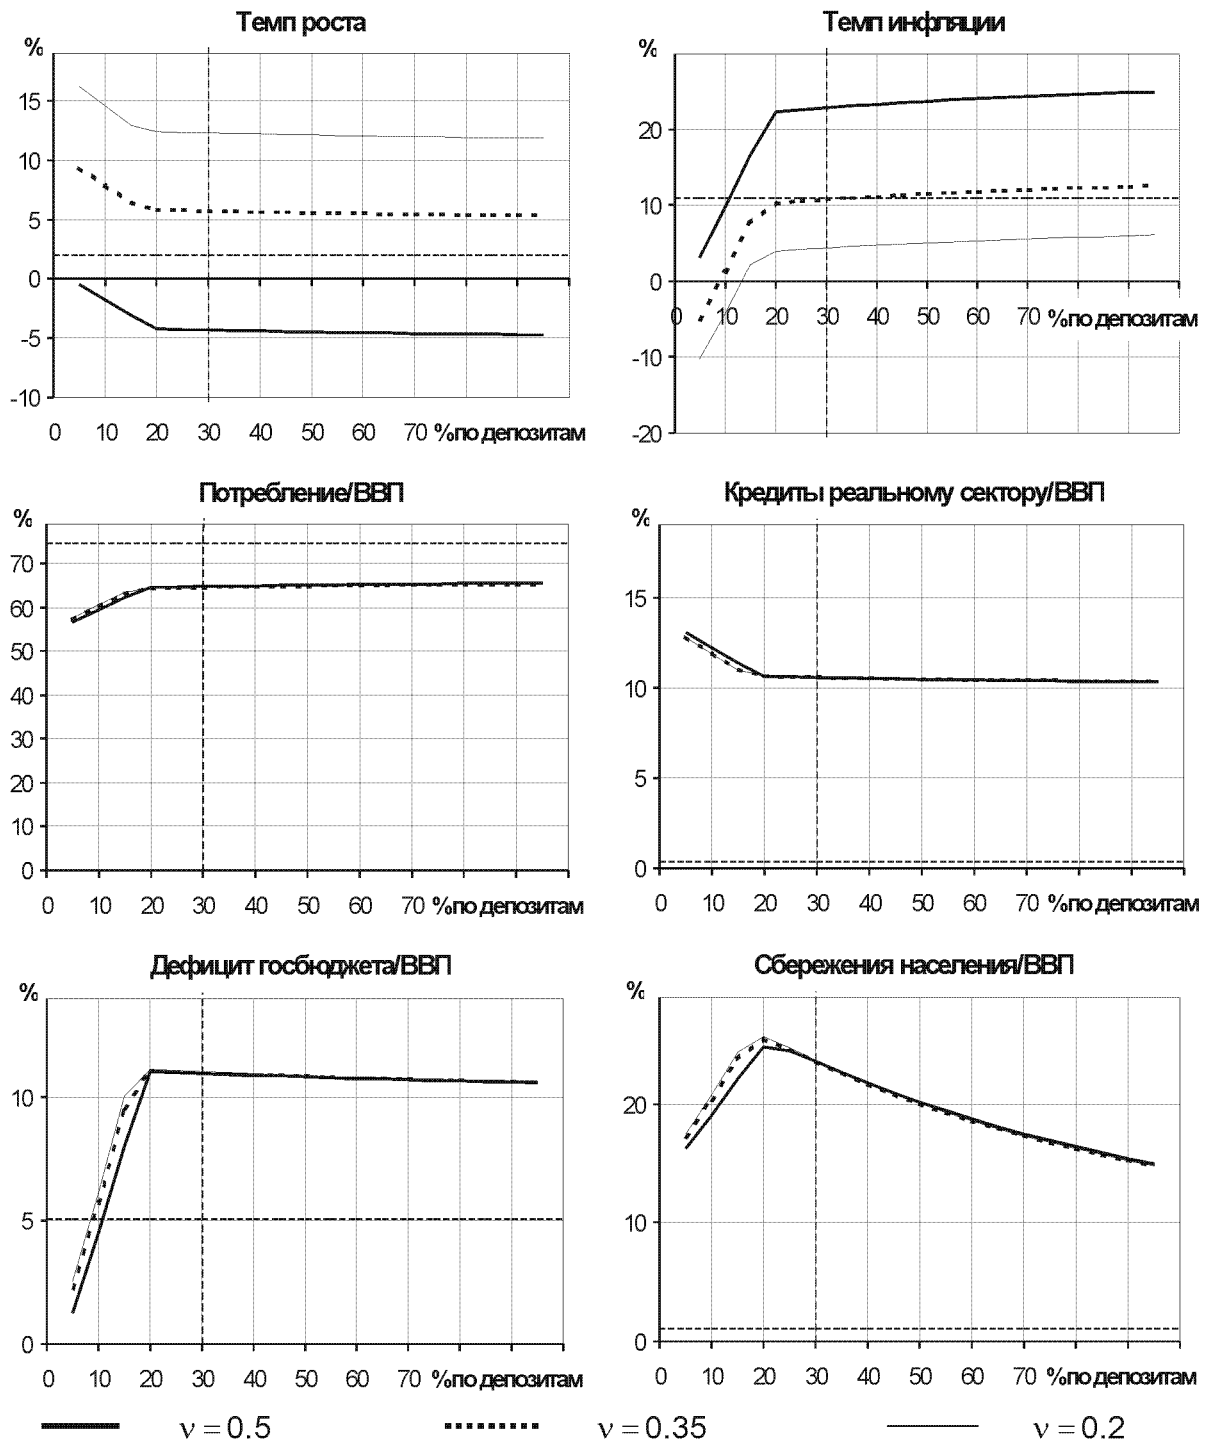 Темп роста
%
15
10
5
0
-5
-10
0 10 20 30 40 50 60 70 %по депозитам
Темп инфляции
%
20
10
0
0 10 20 30 40 50 60 70 %по депозитам
-10
-20
Потребление/ВВП
%
70
60
50
40
30
20
10
0
0 10 20 30 40 50 60 70 %по депозитам
Кредиты реальному сектору/ВВП
%
15
10
5
0
0 10 20 30 40 50 60 70 %по депозитам
Дефицит госбюджета/ВВП
%
10
5
0
0 10 20 30 40 50 60 70 %по депозитам
Сбережения населения/ВВП
%
20
10
0
0 10 20 30 40 50 60 70 %по депозитам
ν = 0.5 ν = 0.35 ν = 0.2